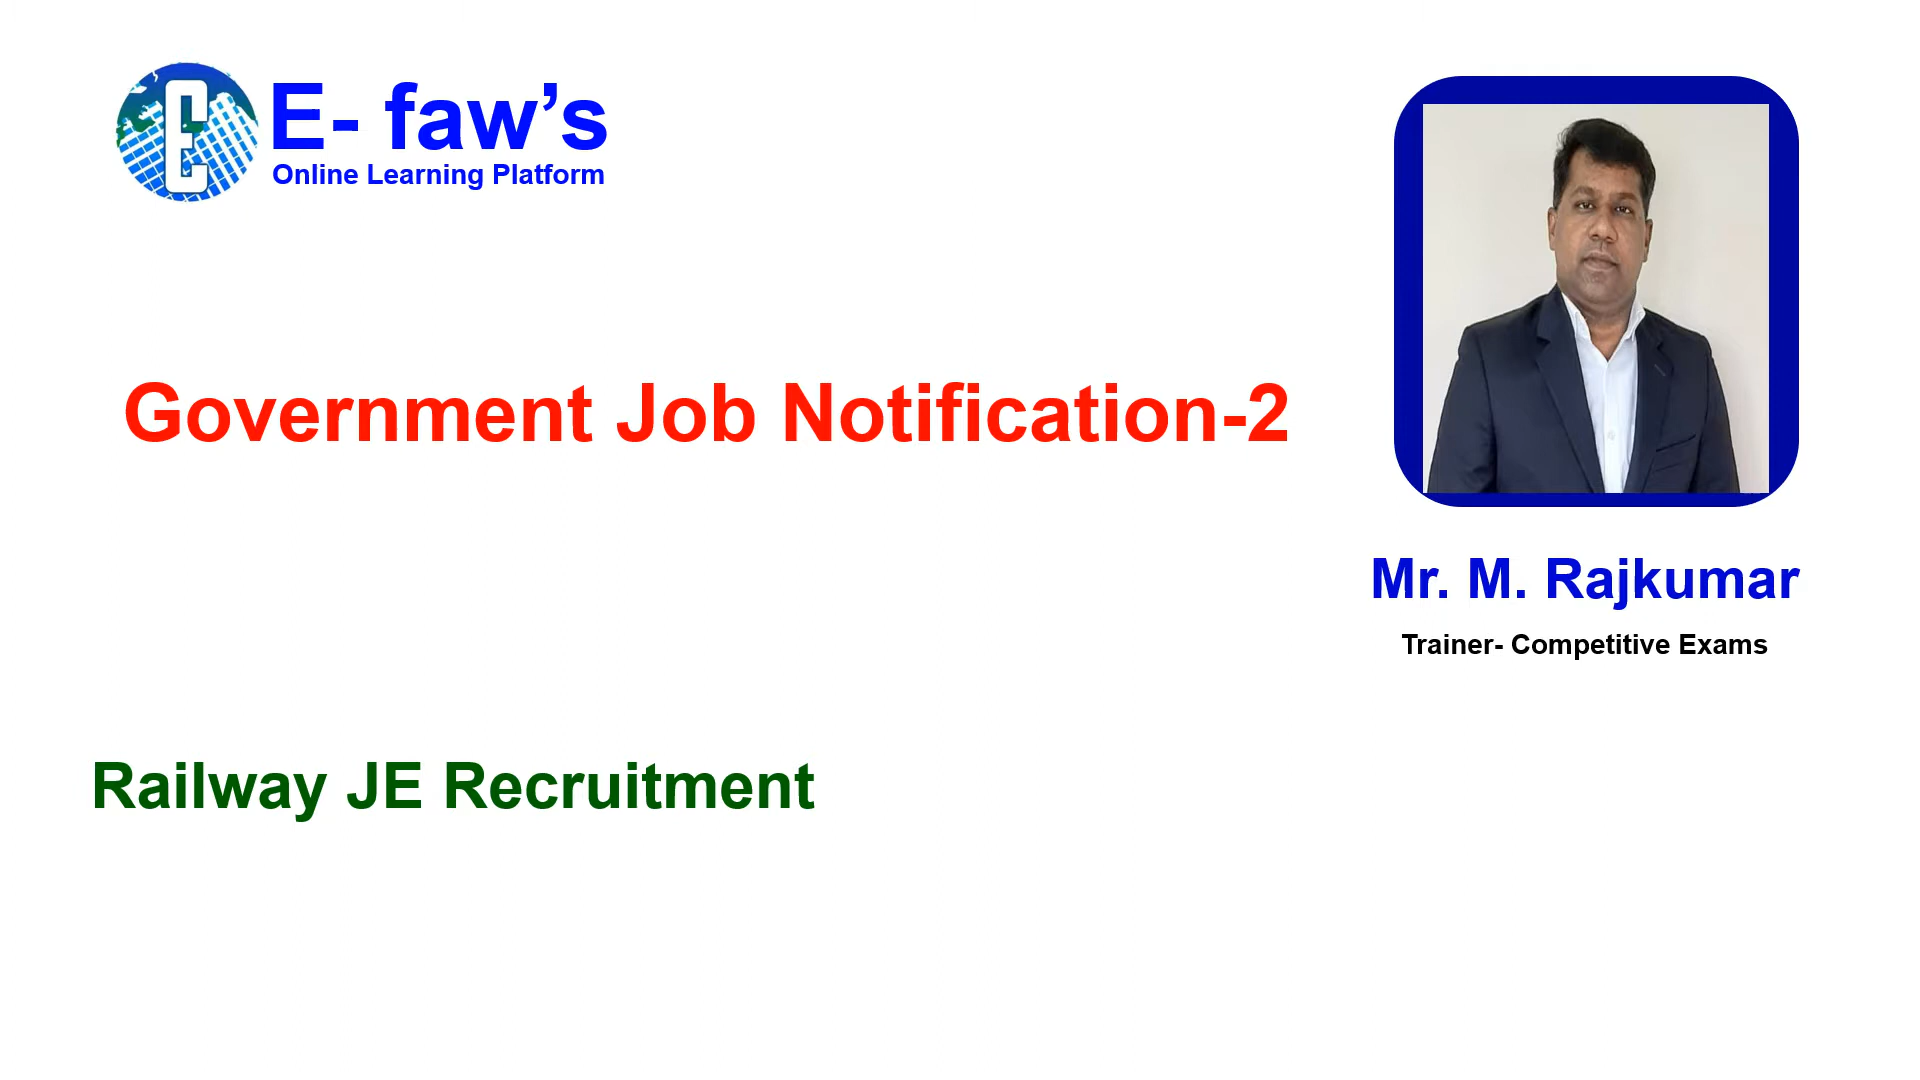 E- faw’s
Online Learning Platform
Government Job Notification-2
Mr. M. Rajkumar
Trainer- Competitive Exams
Railway JE Recruitment